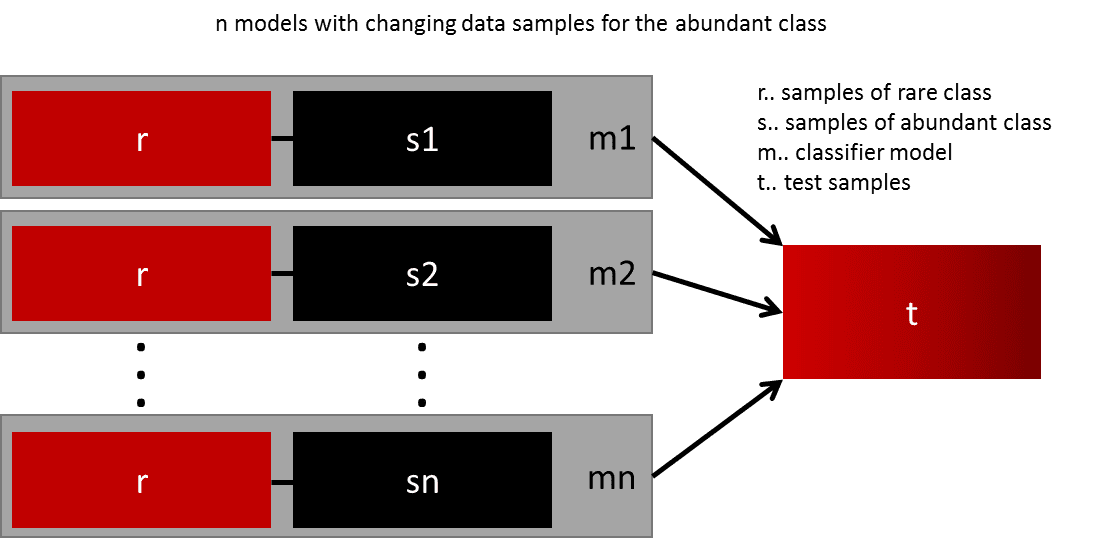 n models with changing data samples for the abundant class
r.. samples of rare class
s.. samples of abundant class
m.. classifier model
t.. test samples
r s1 m1
r s2 m2
t
r sn mn